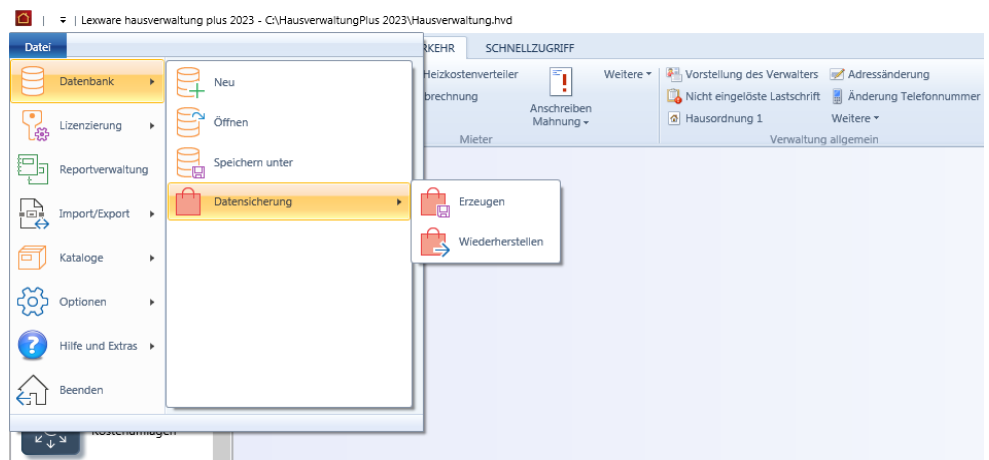 | Lexware hausverwaltung plus 2023 - C:\HausverwaltungPlus 2023\Hausverwaltung.hvd
Datei
RKEHR SCHNELLZUGRIFF
Datenbank
Lizenzierung
Reportverwaltung
Import/Export
Kataloge
Optionen
Hilfe und Extras
Beenden
Neu
Öffnen
Speichern unter
Datensicherung
Erzeugen
Wiederherstellen
Heizkostenverteiler
brechnung
Anschreiben
Mahnung
Weitere
Mieter
Vorstellung des Verwalters
Nicht eingelöste Lastschrift
Hausordnung 1
Adressänderung
Änderung Telefonnummer
Weitere
Verwaltung allgemein
Kostenumlagen